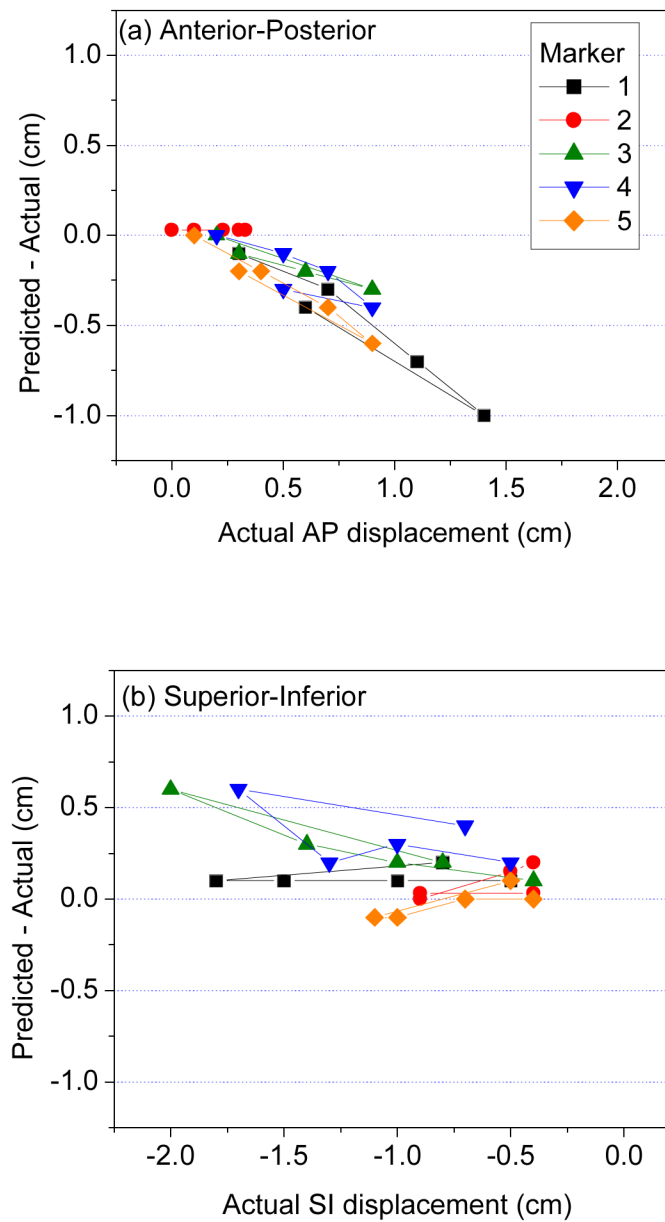 (a) Anterior-Posterior
Marker
1
2
3
4
5
1.0
0.5
0.0
-0.5
-1.0
Predicted - Actual (cm)
0.0 0.5 1.0 1.5 2.0
Actual AP displacement (cm)
(b) Superior-Inferior
1.0
0.5
0.0
-0.5
-1.0
Predicted - Actual (cm)
-2.0 -1.5 -1.0 -0.5 0.0
Actual SI displacement (cm)